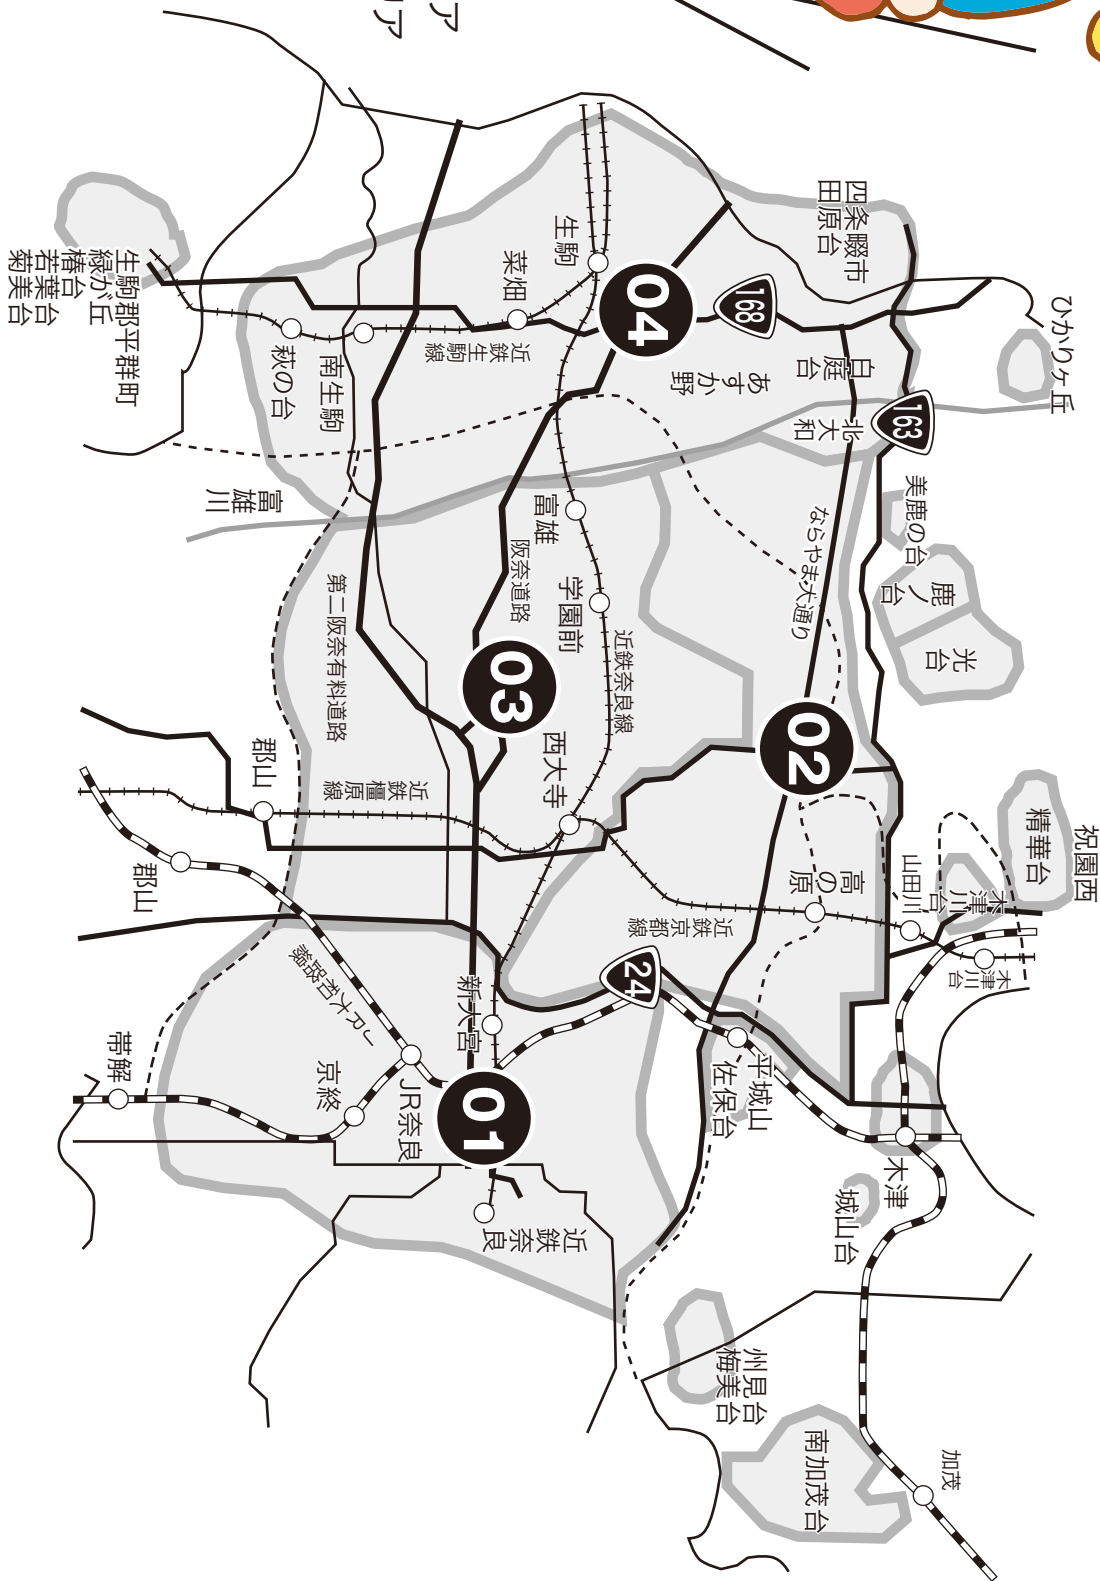 ア
リア
四条畷市
田原台
ひかりヶ丘
生駒
菜畑
04
168
163
生駒郡平群町
緑が丘
椿台
若葉台
菊美台
近鉄生駒線
萩の台
南生駒
あすか野
白庭台
北大和
美鹿の台
鹿ノ台
光台
富雄川
富雄
阪奈道路
学園前
ならやま大通り
第二阪奈有料道路
近鉄奈良線
03
02
西大寺
郡山
近鉄橿原線
郡山
高の原
山田川
木津川台
精華台
祝園西
木津川台
近鉄京都線
24
JR大和路線
新大宮
帯解
京終
JR奈良
01
平城山
佐保台
木津
城山台
近鉄奈良
州見台
梅美台
南加茂台
加茂